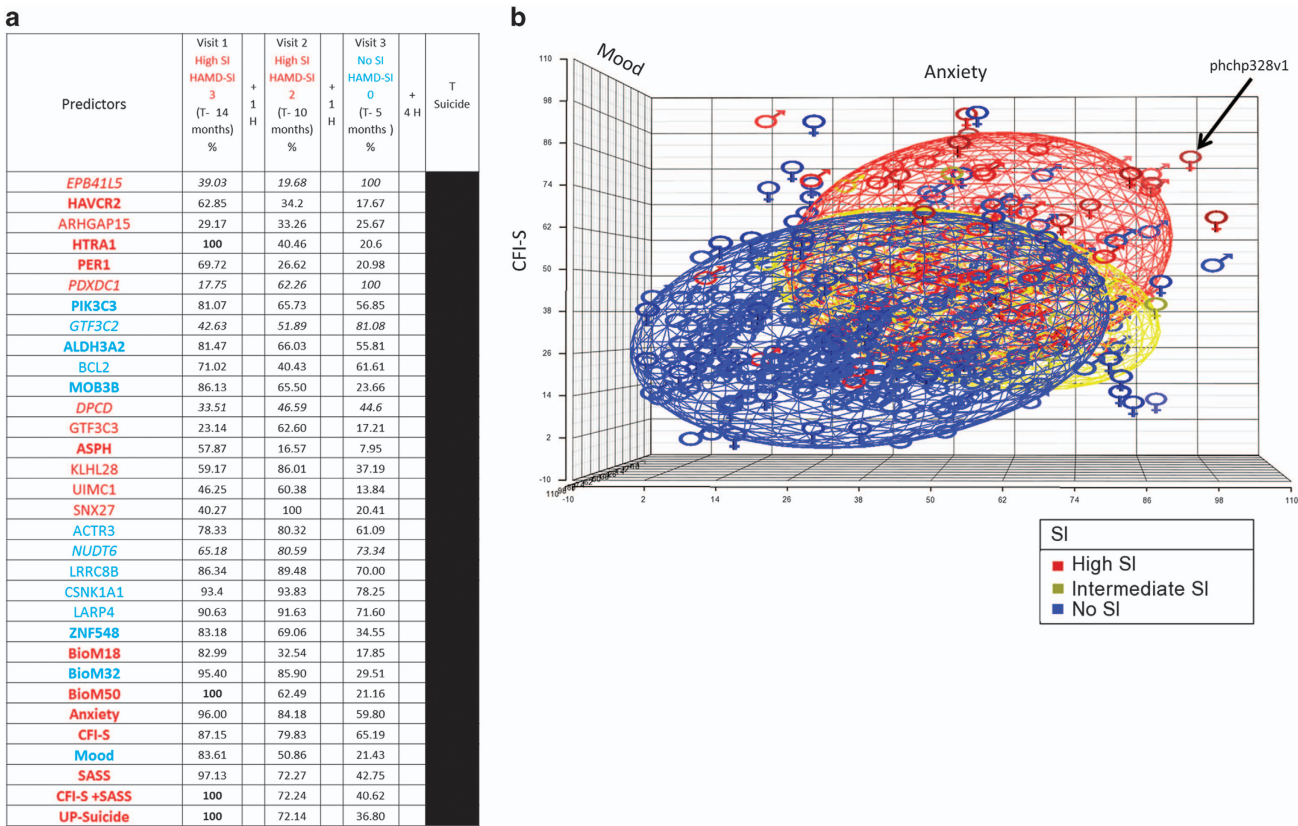 a
Predictors
Visit 1
High SI
HAMD-SI
3
(T- 14
months)
%
+
1
H
Visit 2
High SI
HAMD-SI
2
(T- 10
months)
%
+
1
H
Visit 3
No SI
HAMD-SI
0
(T- 5
months )
%
+
4 H
T
Suicide
EPB41L5 39.03 19.68 100
HAVCR2 62.85 34.2 17.67
ARHGAP15 29.17 33.26 25.67
HTRA1 100 40.46 20.6
PER1 69.72 26.62 20.98
PDXDC1 17.75 62.26 100
PIK3C3 81.07 65.73 56.85
GTF3C2 42.63 51.89 81.08
ALDH3A2 81.47 66.03 55.81
BCL2 71.02 40.43 61.61
MOB3B 86.13 65.50 23.66
DPCD 33.51 46.59 44.6
GTF3C3 23.14 62.60 17.21
ASPH 57.87 16.57 7.95
KLHL28 59.17 86.01 37.19
UIMC1 46.25 60.38 13.84
SNX27 40.27 100 20.41
ACTR3 78.33 80.32 61.09
NUDT6 65.18 80.59 73.34
LRRC8B 86.34 89.48 70.00
CSNK1A1 93.4 93.83 78.25
LARP4 90.63 91.63 71.60
ZNF548 83.18 69.06 34.55
BioM18 82.99 32.54 17.85
BioM32 95.40 85.90 29.51
BioM50 100 62.49 21.16
Anxiety 96.00 84.18 59.80
CFI-S 87.15 79.83 65.19
Mood 83.61 50.86 21.43
SASS 97.13 72.27 42.75
CFI-S +SASS 100 72.24 40.62
UP-Suicide 100 72.14 36.80
b
Mood
Anxiety
phchp328v1
CFI-S
110
98
86
74
62
50
38
26
14
2
-10
-10 2 14 26 38 50 62 74 86 98 110
SI
High SI
Intermediate SI
No SI